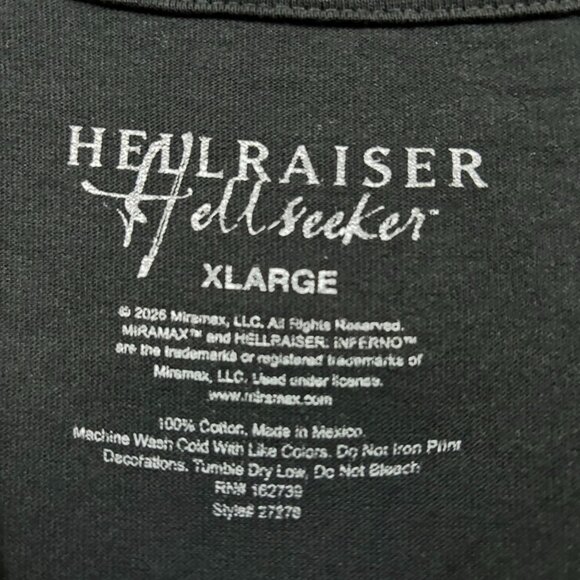 HELLRAISER
Hellseeker™
XLARGE
© 2026 Miramax, LLC. All Rights Reserved.
MIRAMAX™ and HELLRAISER: INFERNO™
are the trademarks or registered trademarks of
Miramax, LLC. Used under license.
www.miramax.com
100% Cotton. Made in Mexico.
Machine Wash Cold With Like Colors. Do Not Iron Print
Decorations. Tumble Dry Low, Do Not Bleach
RN# 162739
Style# 27278